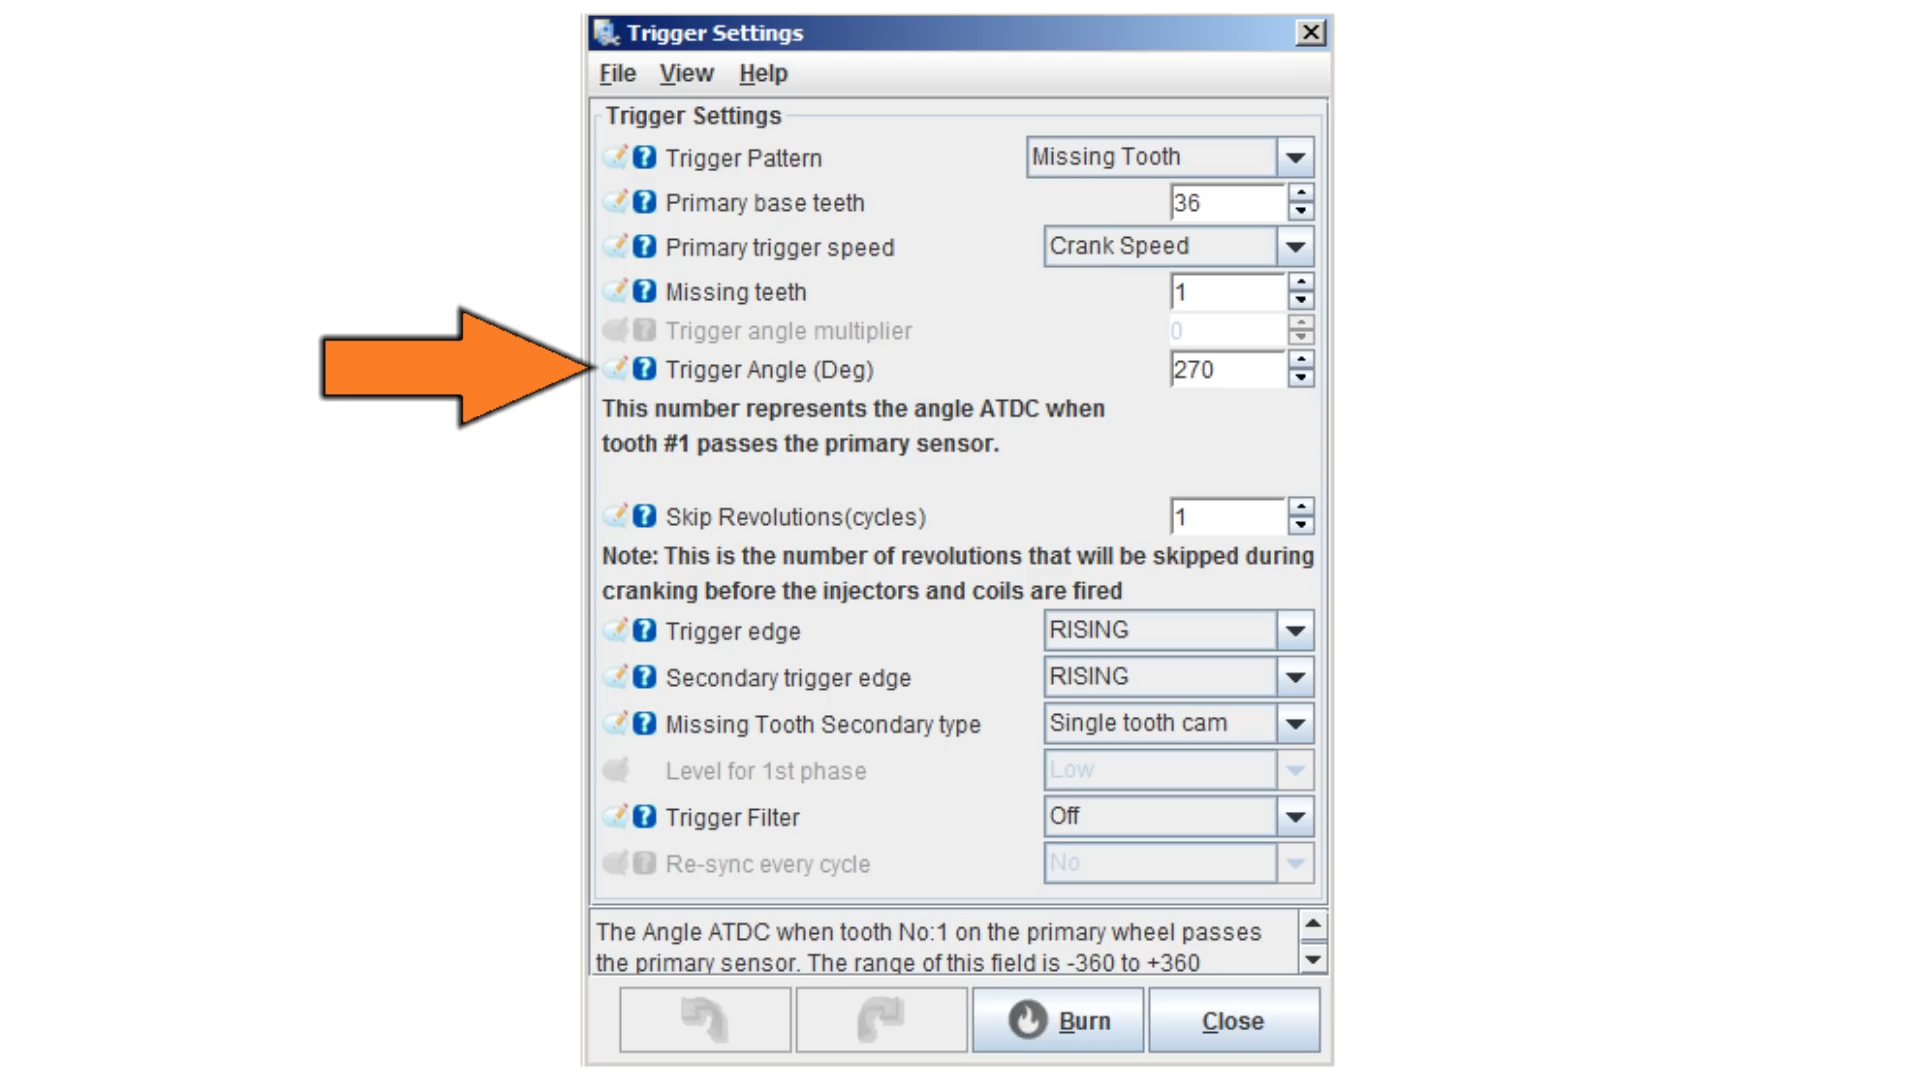 Trigger Settings
File View Help
Trigger Settings
Trigger Pattern Missing Tooth
Primary base teeth 36
Primary trigger speed Crank Speed
Missing teeth 1
Trigger angle multiplier 0
Trigger Angle (Deg) 270
This number represents the angle ATDC when
tooth #1 passes the primary sensor.
Skip Revolutions(cycles) 1
Note: This is the number of revolutions that will be skipped during
cranking before the injectors and coils are fired
Trigger edge RISING
Secondary trigger edge RISING
Missing Tooth Secondary type Single tooth cam
Level for 1st phase Low
Trigger Filter Off
Re-sync every cycle No
The Angle ATDC when tooth No:1 on the primary wheel passes
the primary sensor. The range of this field is -360 to +360
Burn Close